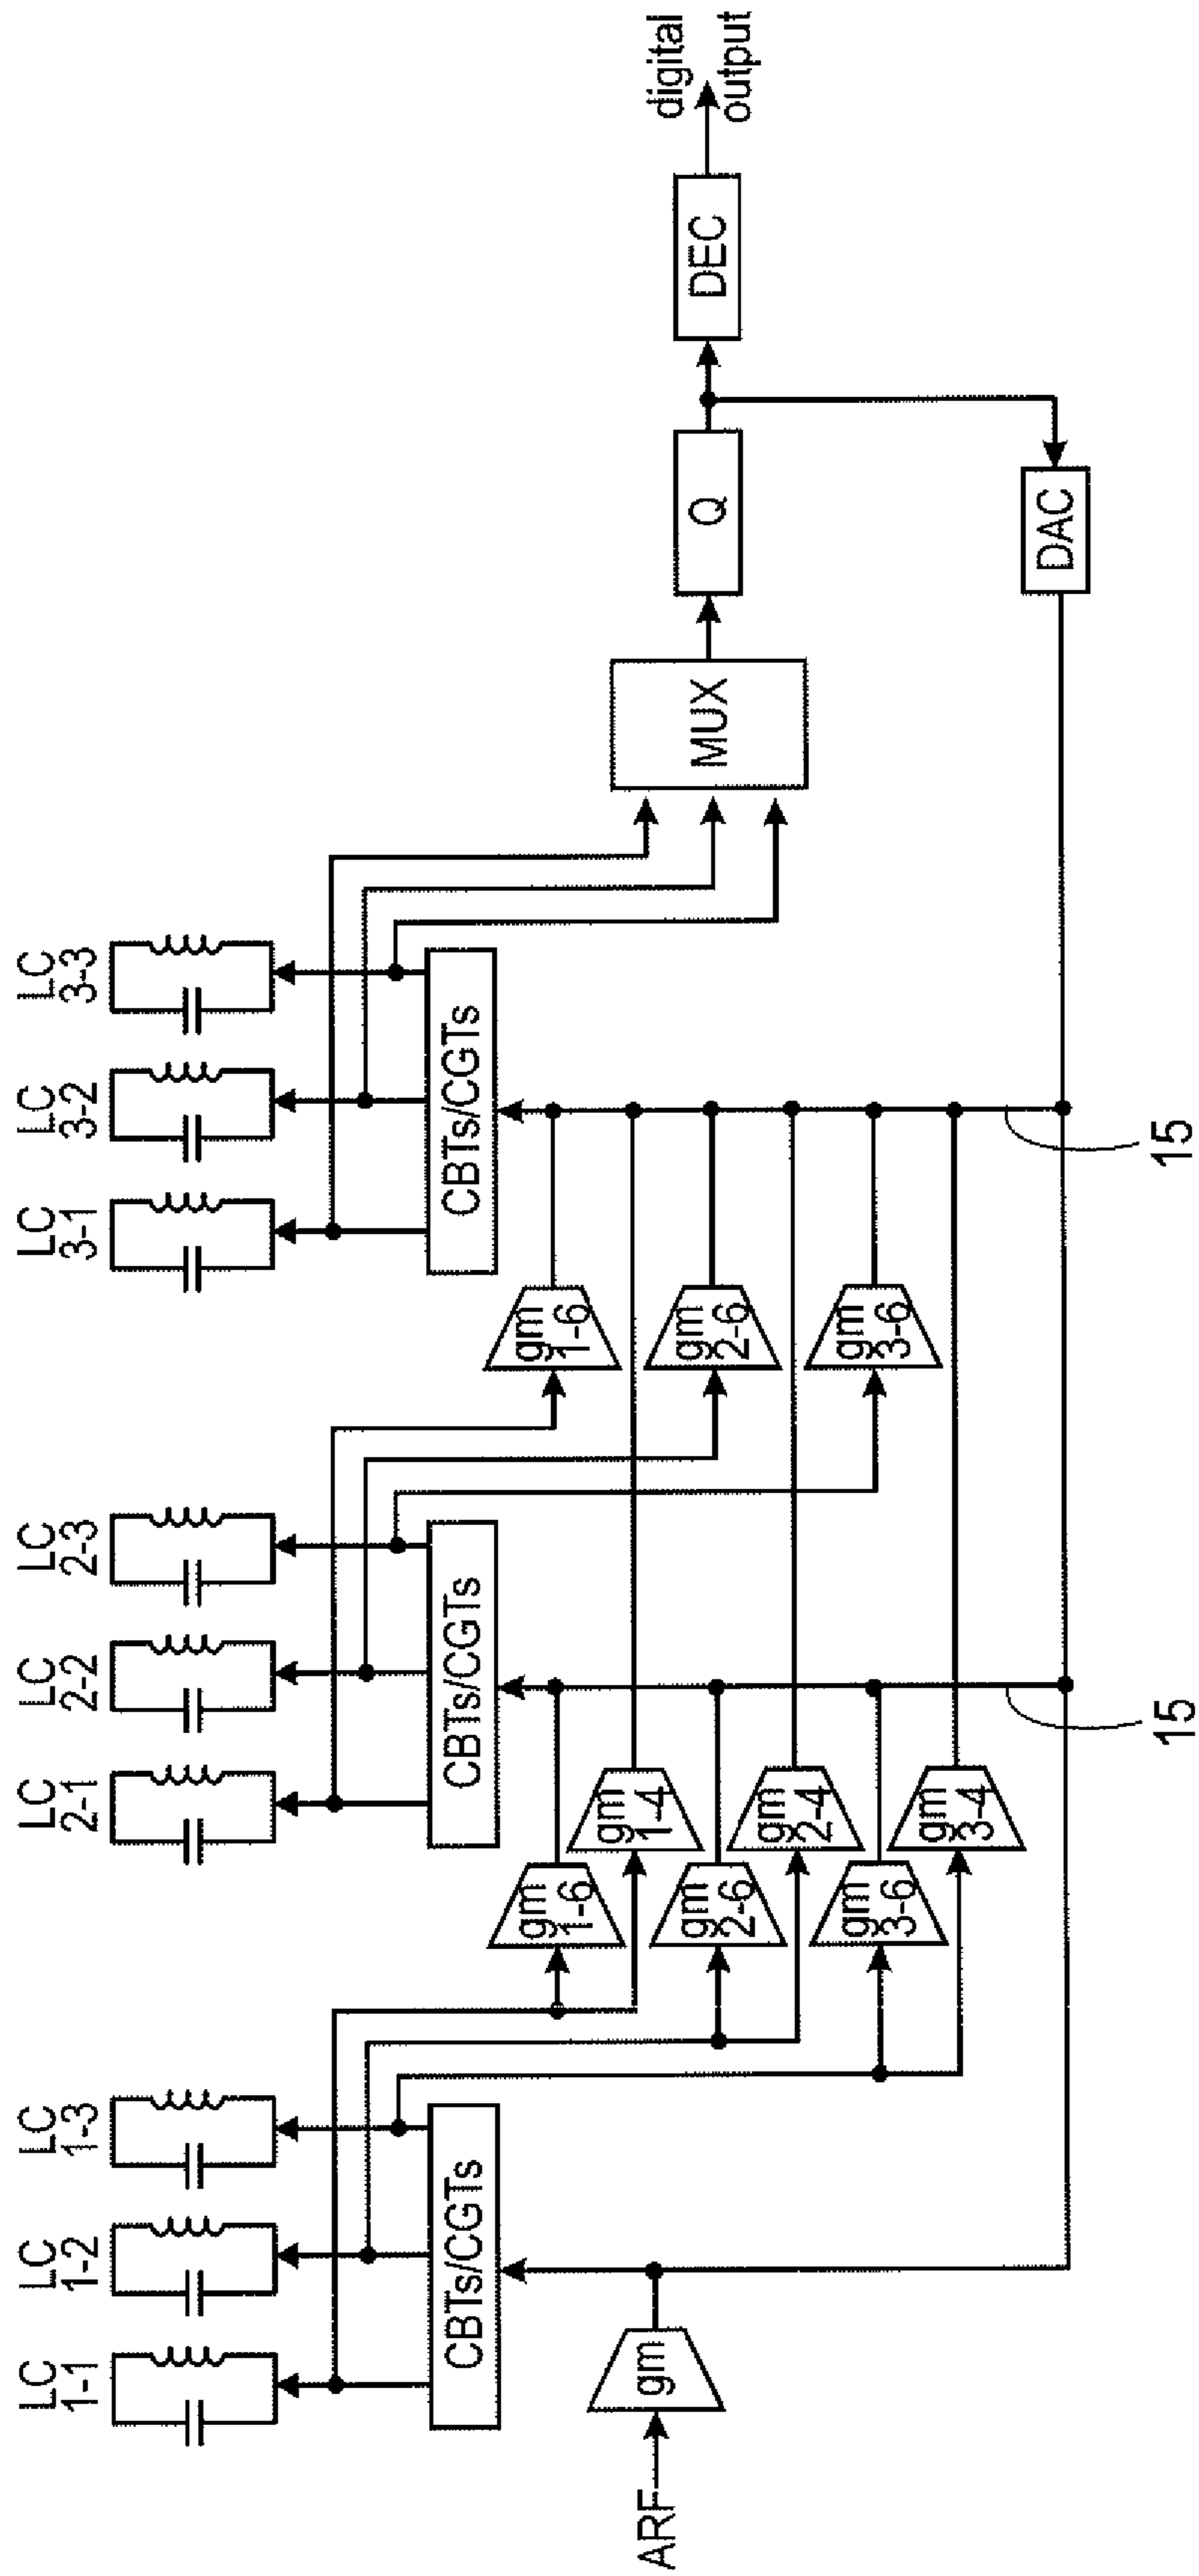 LC
1-1
LC
1-2
LC
1-3
LC
2-1
LC
2-2
LC
2-3
LC
3-1
LC
3-2
LC
3-3
CBTs/CGTs
CBTs/CGTs
CBTs/CGTs
ARF
gm
gm
1-6
gm
1-4
gm
2-6
gm
2-4
gm
3-6
gm
3-4
gm
1-6
gm
2-6
gm
3-6
15
15
MUX
Q
DEC
DAC
digital
output